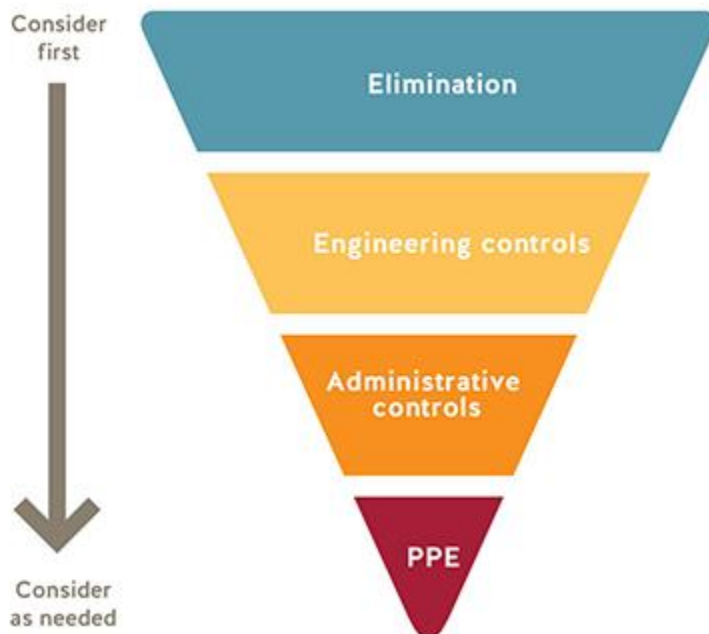 Consider
first
Elimination
Engineering controls
Administrative
controls
PPE
Consider
as needed